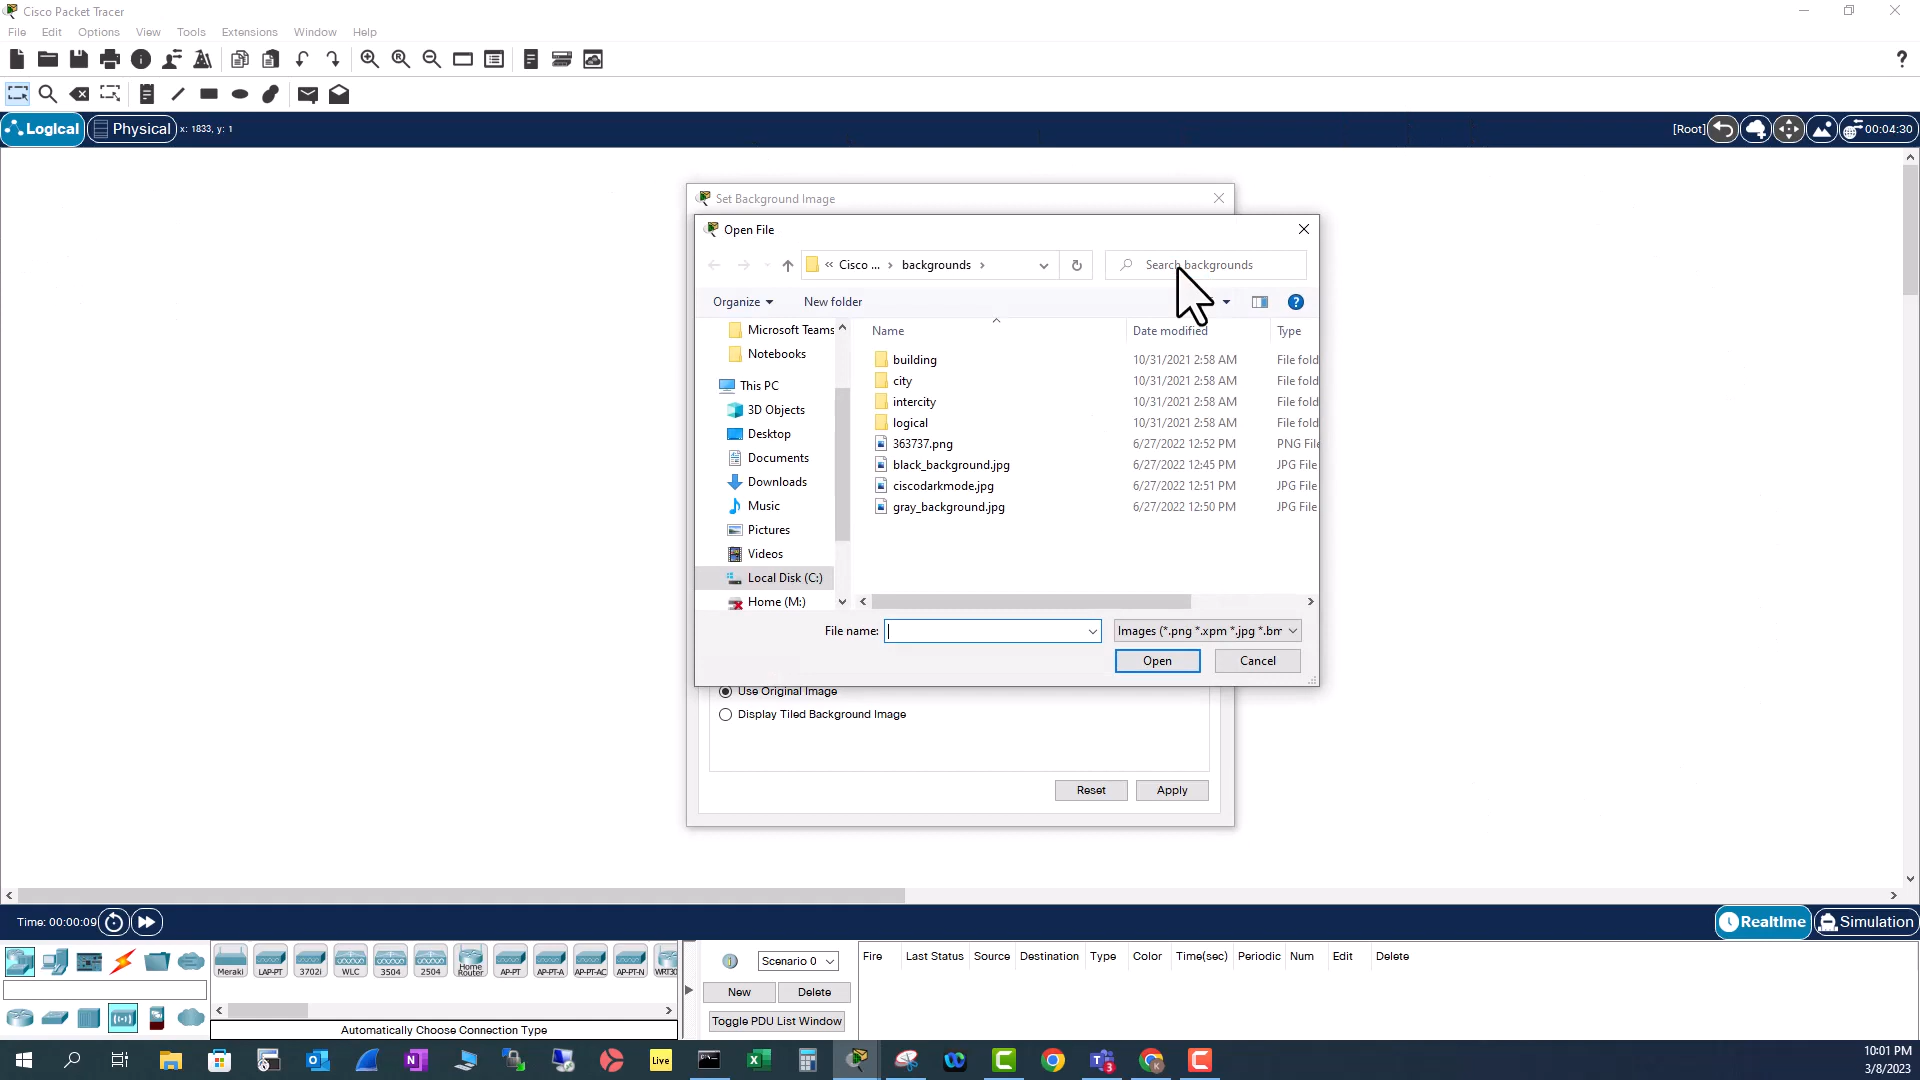 Cisco Packet Tracer
File Edit Options View Tools Extensions Window Help
Logical Physical x: 1833, y: 1 [Root] 00:04:30
Set Background Image
Open File
« Cisco ... › backgrounds › Search backgrounds
Organize New folder
Name Date modified Type
Microsoft Teams
Notebooks
This PC
3D Objects
Desktop
Documents
Downloads
Music
Pictures
Videos
Local Disk (C:)
Home (M:)
building 10/31/2021 2:58 AM File fold
city 10/31/2021 2:58 AM File fold
intercity 10/31/2021 2:58 AM File fold
logical 10/31/2021 2:58 AM File fold
363737.png 6/27/2022 12:52 PM PNG File
black_background.jpg 6/27/2022 12:45 PM JPG File
ciscodarkmode.jpg 6/27/2022 12:51 PM JPG File
gray_background.jpg 6/27/2022 12:50 PM JPG File
File name: Images (*.png *.xpm *.jpg *.bm
Open Cancel
Use Original Image
Display Tiled Background Image
Reset Apply
Time: 00:00:09 Realtime Simulation
Meraki LAP-PT 3702i WLC 3504 2504 Home Router AP-PT AP-PT-A AP-PT-AC AP-PT-N WRT30
Automatically Choose Connection Type
Scenario 0
New Delete
Toggle PDU List Window
Fire Last Status Source Destination Type Color Time(sec) Periodic Num Edit Delete
Live
10:01 PM
3/8/2023